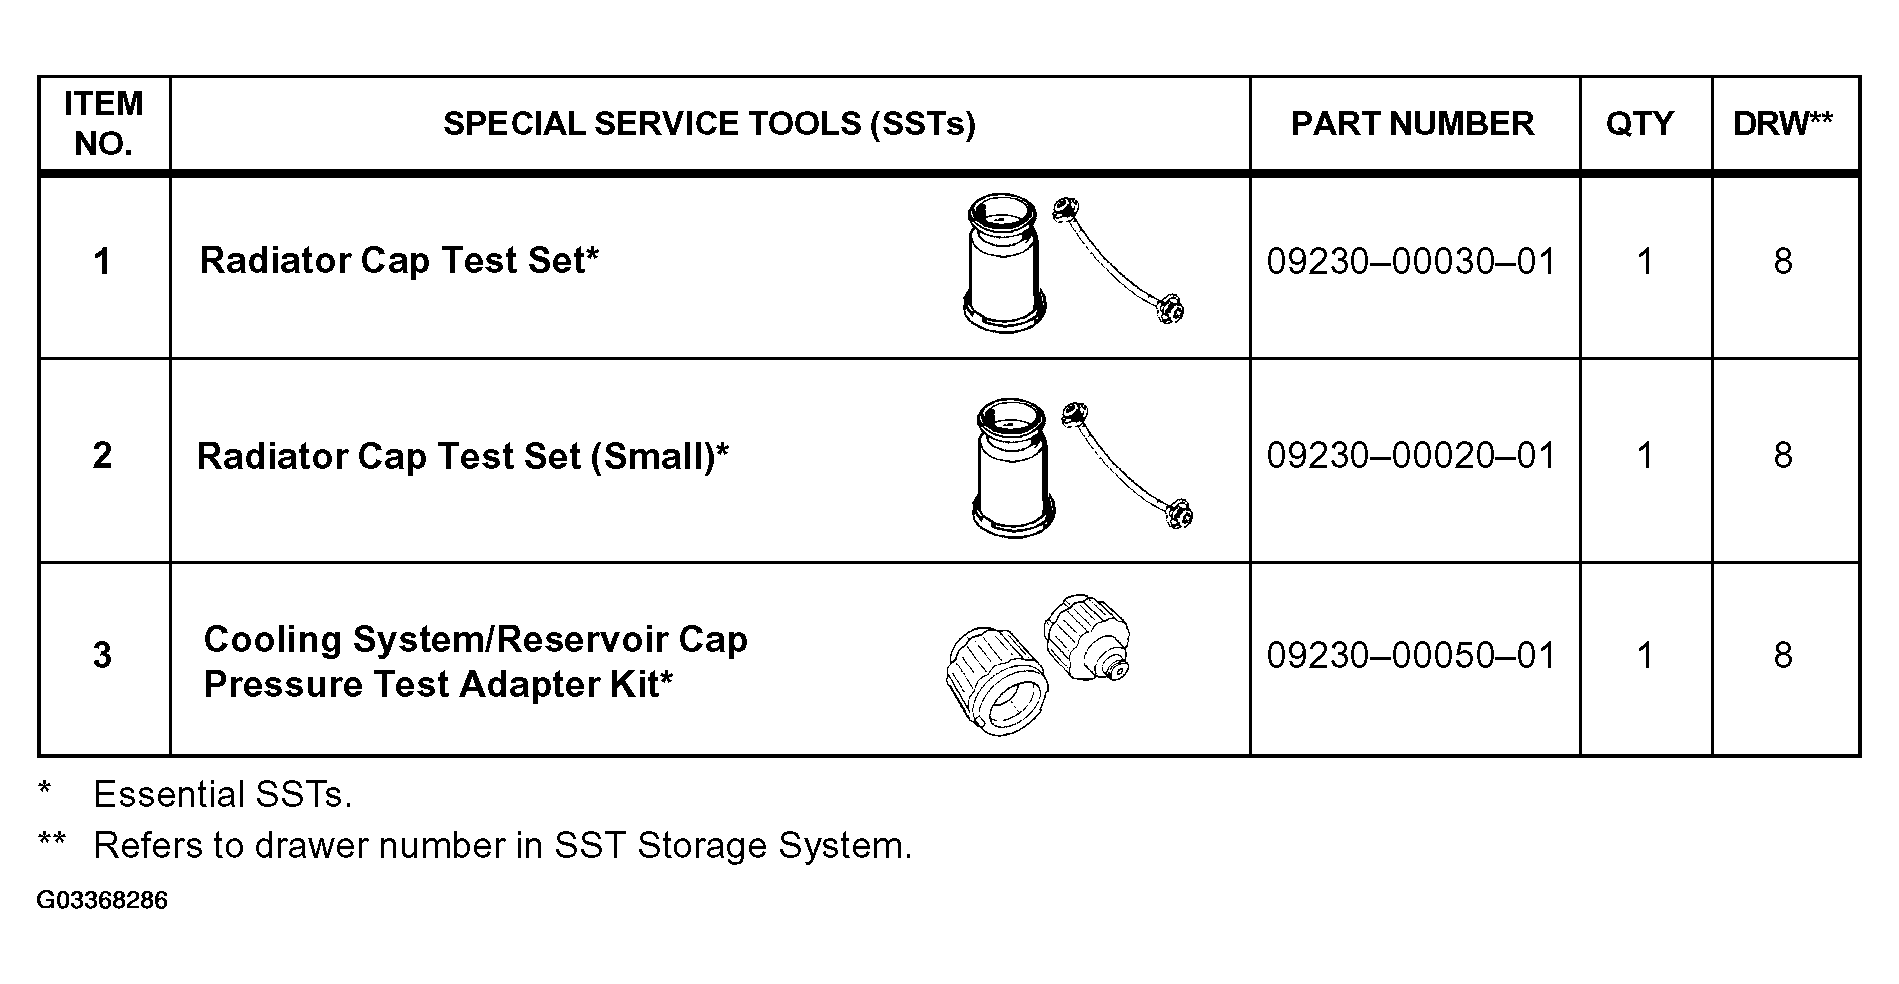 ITEM NO. SPECIAL SERVICE TOOLS (SSTs) PART NUMBER QTY DRW**
1 Radiator Cap Test Set* 09230–00030–01 1 8
2 Radiator Cap Test Set (Small)* 09230–00020–01 1 8
3 Cooling System/Reservoir Cap Pressure Test Adapter Kit* 09230–00050–01 1 8
* Essential SSTs.
** Refers to drawer number in SST Storage System.
G03368286